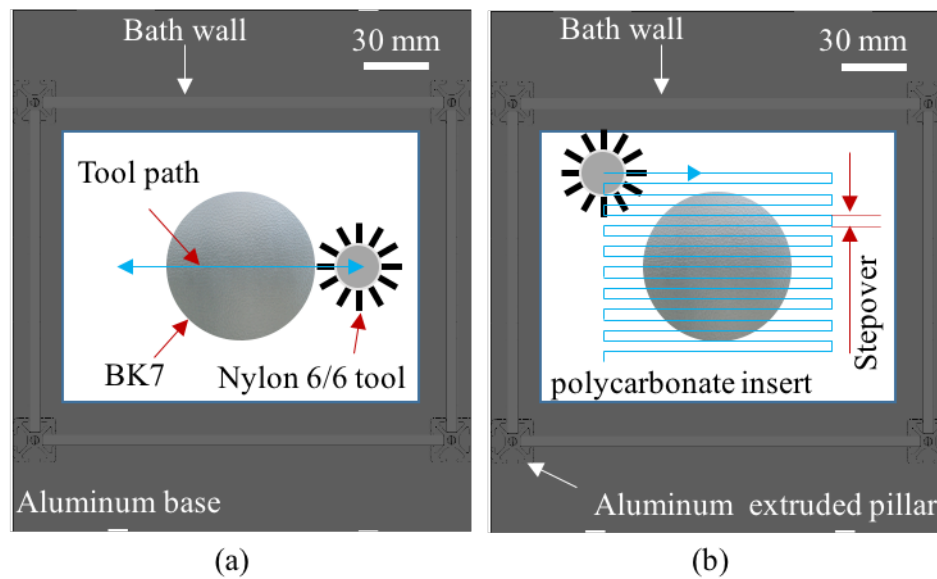 Bath wall
30 mm
Tool path
BK7
Nylon 6/6 tool
Aluminum base
(a)
Bath wall
30 mm
Stepover
polycarbonate insert
Aluminum extruded pillar
(b)